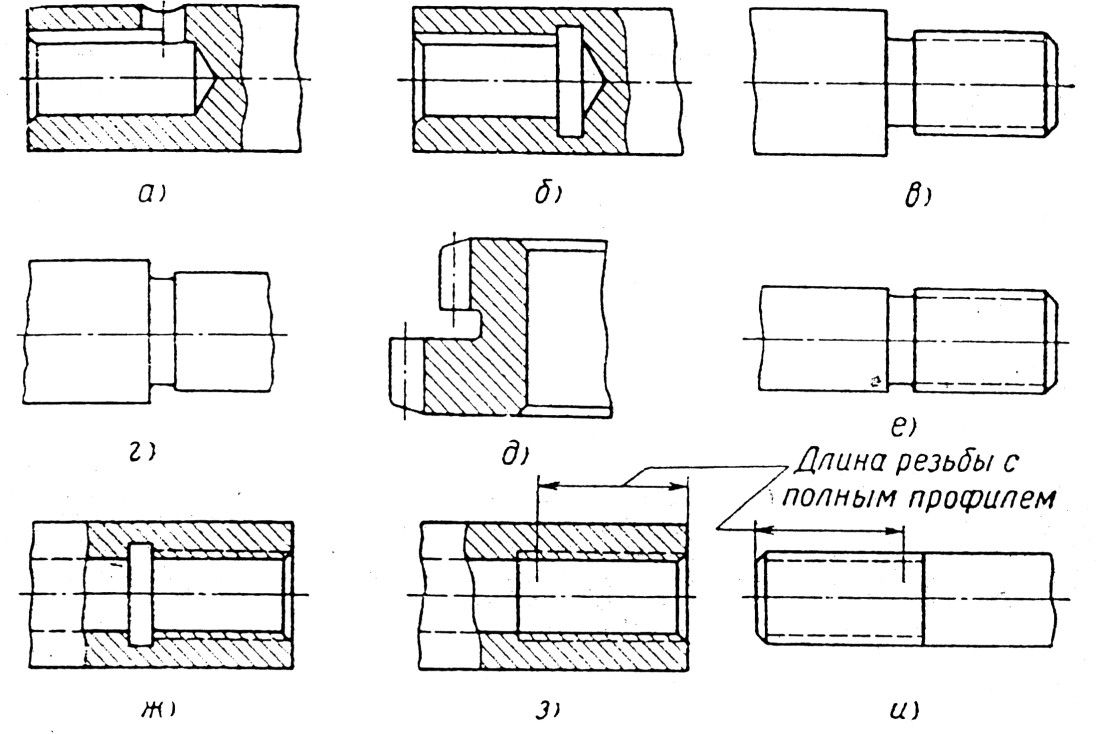 а)
б)
в)
г)
д)
е)
Длина резьбы с
полным профилем
ж)
з)
и)